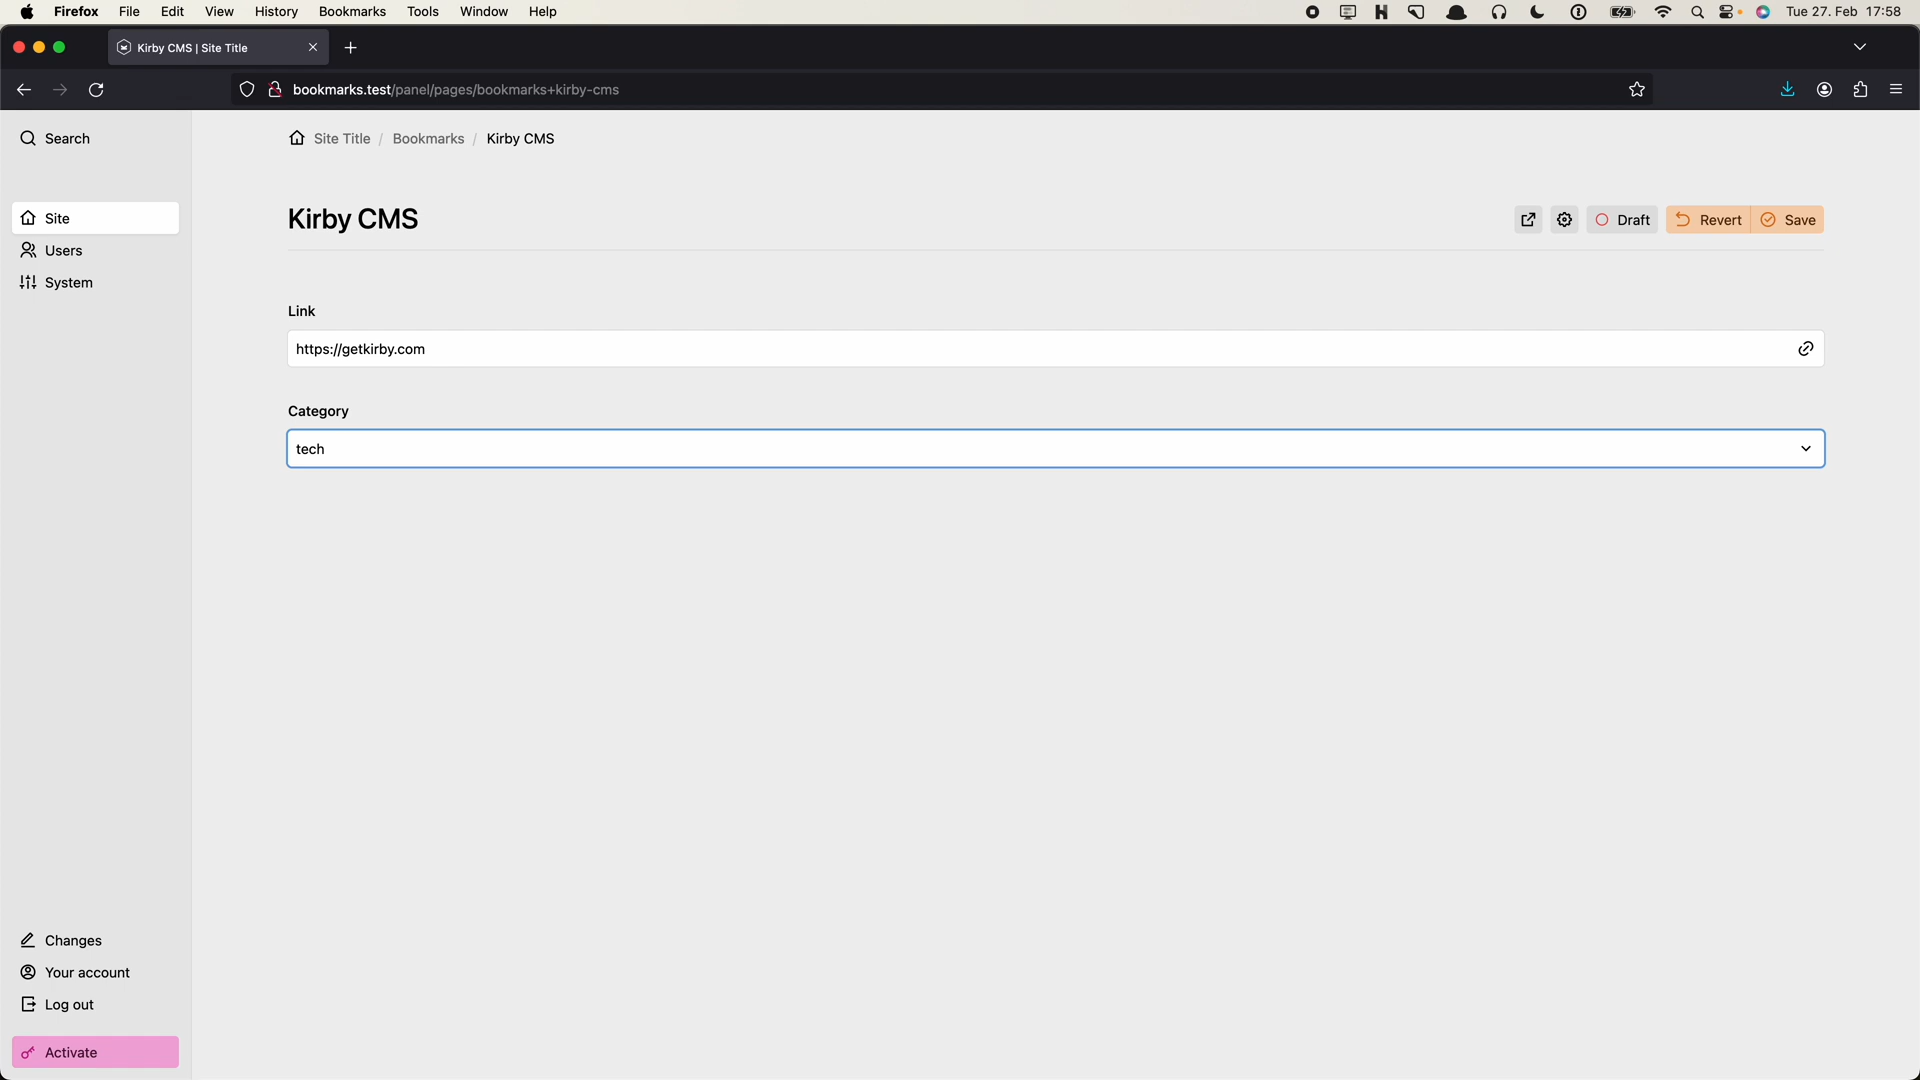 Firefox File Edit View History Bookmarks Tools Window Help Tue 27. Feb 17:58
Kirby CMS | Site Title
bookmarks.test/panel/pages/bookmarks+kirby-cms
Search
Site Title / Bookmarks / Kirby CMS
Site
Users
System
Kirby CMS
Draft Revert Save
Link
https://getkirby.com
Category
tech
Changes
Your account
Log out
Activate